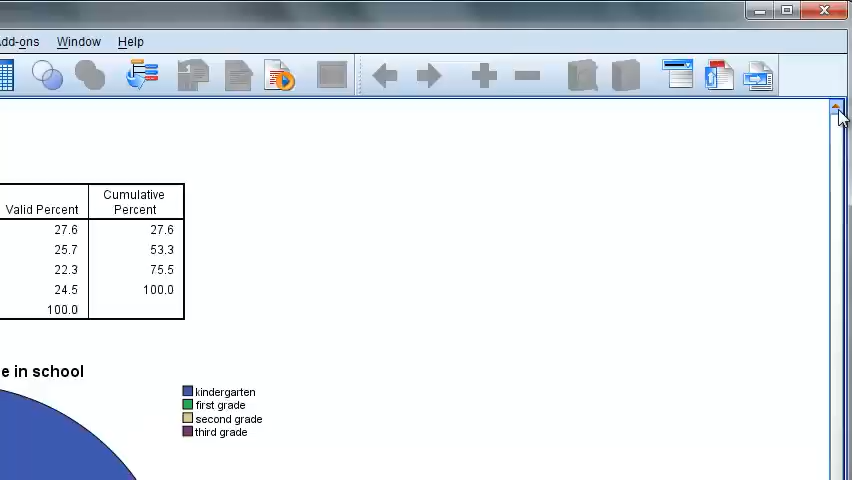 Add-ons Window Help
Cumulative
Valid Percent Percent
27.6 27.6
25.7 53.3
22.3 75.5
24.5 100.0
100.0
e in school
kindergarten
first grade
second grade
third grade